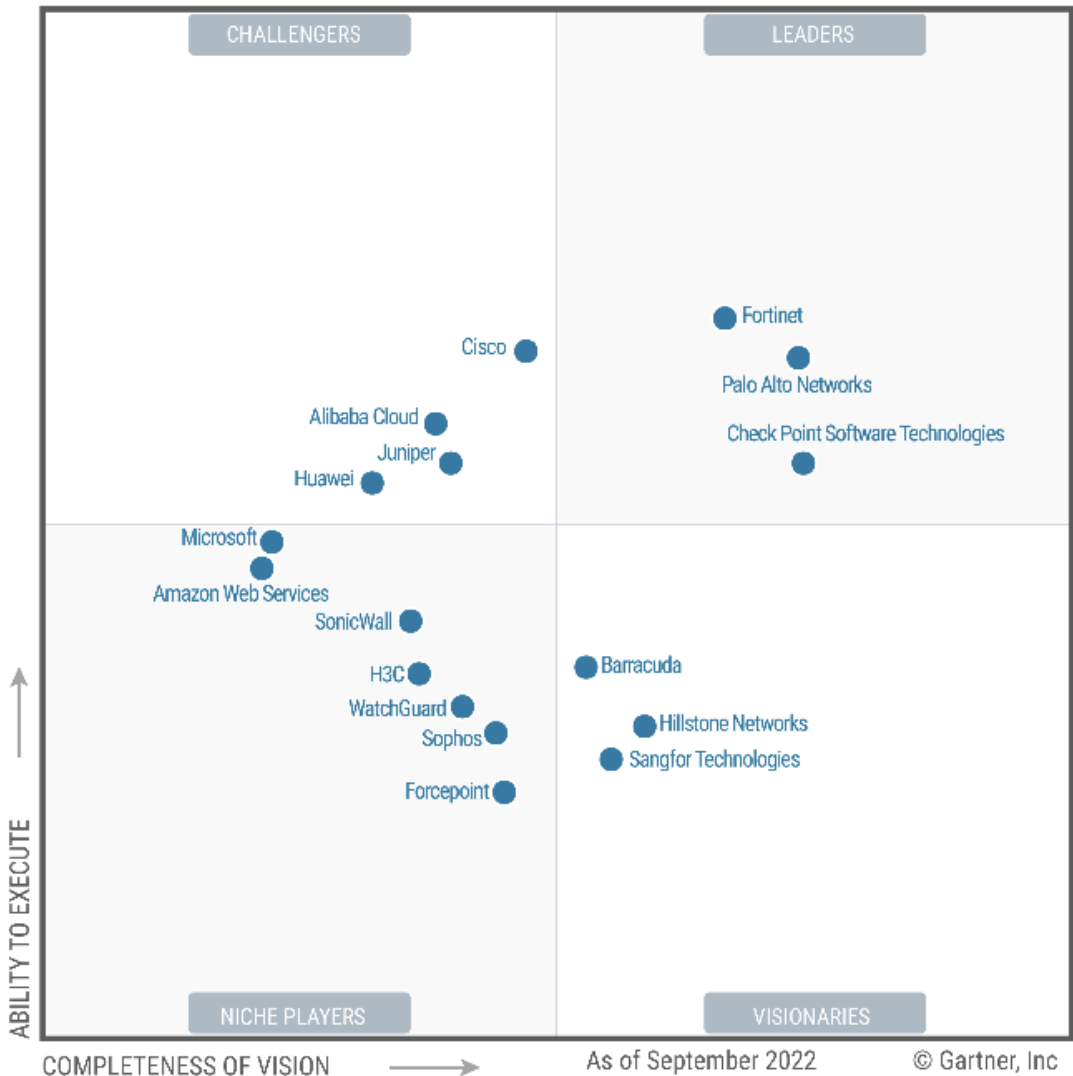 CHALLENGERS
LEADERS
Fortinet
Cisco
Palo Alto Networks
Alibaba Cloud
Check Point Software Technologies
Juniper
Huawei
Microsoft
Amazon Web Services
SonicWall
Barracuda
H3C
WatchGuard
Hillstone Networks
Sophos
Sangfor Technologies
Forcepoint
ABILITY TO EXECUTE
NICHE PLAYERS
VISIONARIES
COMPLETENESS OF VISION
As of September 2022
© Gartner, Inc